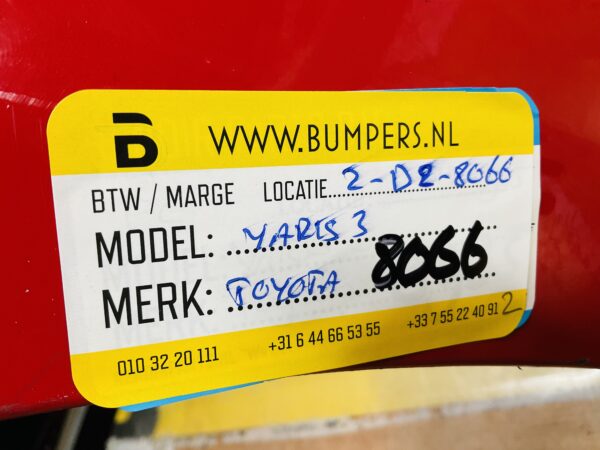 B WWW.BUMPERS.NL
BTW / MARGE LOCATIE 2-D2-8066
MODEL: YARIS 3
MERK: TOYOTA 8066
010 32 20 111 +31 6 44 66 53 55 +33 7 55 22 40 91 2